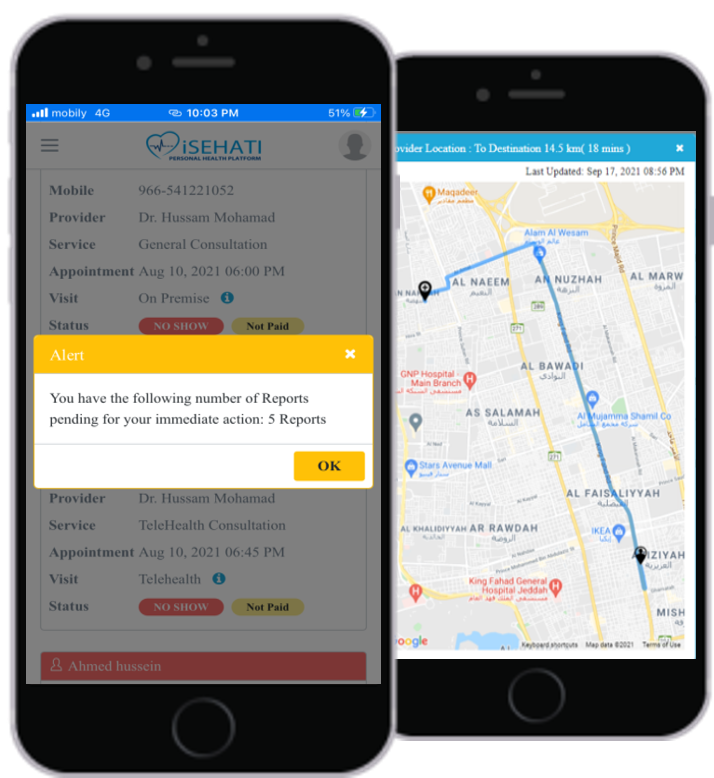 mobily 4G 10:03 PM 51%
iSEHATI
PERSONAL HEALTH PLATFORM
Mobile 966-541221052
Provider Dr. Hussam Mohamad
Service General Consultation
Appointment Aug 10, 2021 06:00 PM
Visit On Premise
Status NO SHOW Not Paid
Alert
You have the following number of Reports
pending for your immediate action: 5 Reports
OK
Provider Dr. Hussam Mohamad
Service TeleHealth Consultation
Appointment Aug 10, 2021 06:45 PM
Visit Telehealth
Status NO SHOW Not Paid
Ahmed hussein
ovider Location : To Destination 14.5 km( 18 mins )
Last Updated: Sep 17, 2021 08:56 PM
Maqadeer
مطعم مقادير
Prince Majid Rd
Alam Al Wesam
عالم الوسام
AL NAEEM
النعيم
AN NUZHAH
النزهة
AL MARW
المروة
289
271
AL BAWADI
البوادي
GNP Hospital -
Main Branch
AS SALAMAH
السلامة
Al Mujamma Shamil Co
شركة مجمع الشامل
271
Stars Avenue Mall
AL FAISALIYYAH
الفيصلية
AL KHALIDIYYAH
الخالدية
AR RAWDAH
الروضة
IKEA
ايكيا
IZIYAH
العزيزية
King Fahad General
Hospital Jeddah
مستشفى الملك فهد العام
MISH
oogle
Keyboard shortcuts Map data ©2021 Terms of Use